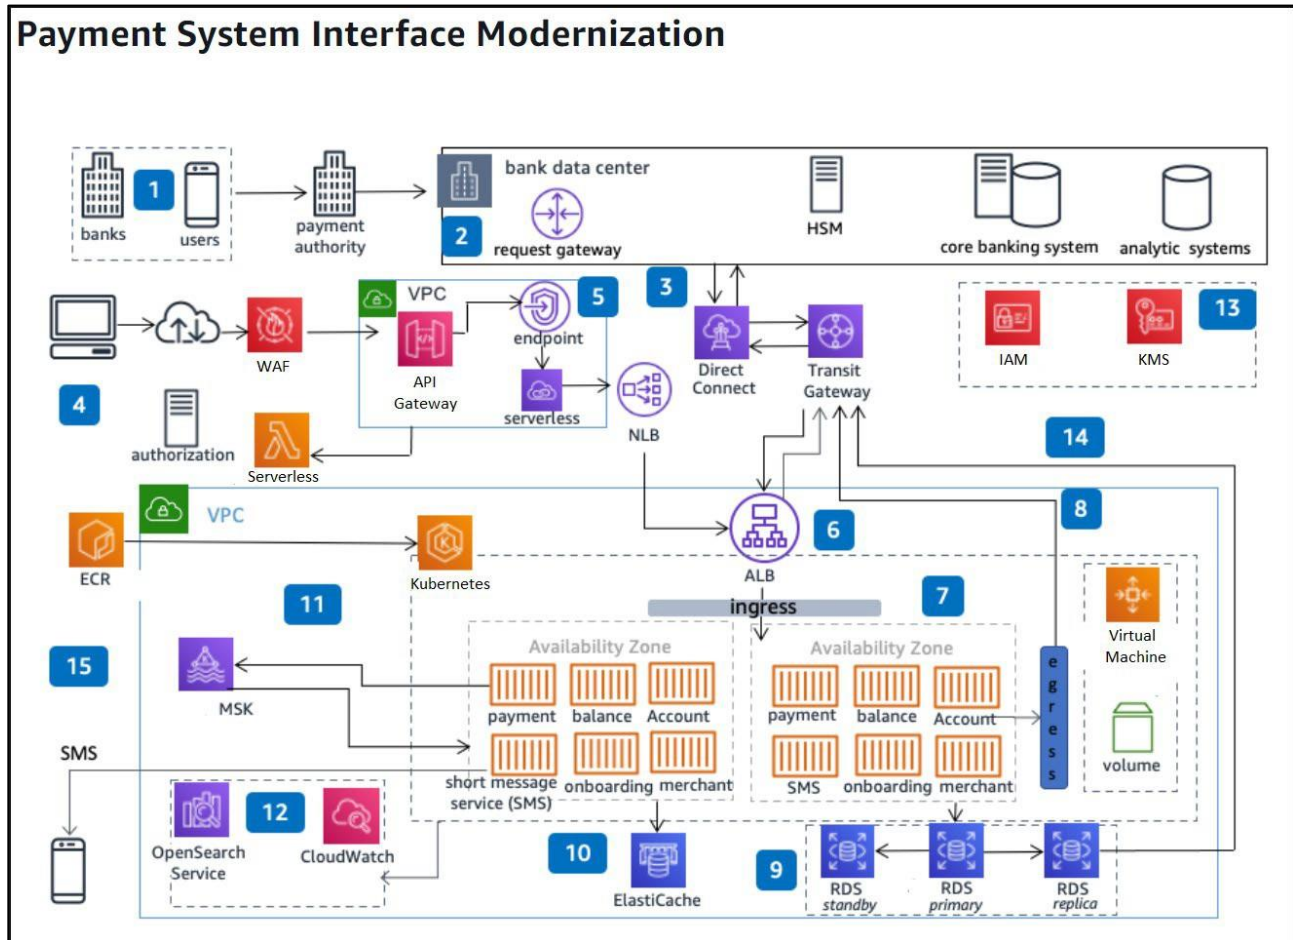 Payment System Interface Modernization
1
banks
users
payment
authority
bank data center
2
request gateway
HSM
core banking system
analytic systems
3
VPC
5
endpoint
WAF
API
Gateway
serverless
NLB
Direct
Connect
Transit
Gateway
IAM
KMS
13
4
authorization
Serverless
14
VPC
8
ECR
Kubernetes
6
ALB
11
ingress
7
Availability Zone
payment
balance
Account
short message
service (SMS)
onboarding
merchant
Availability Zone
payment
balance
Account
SMS
onboarding
merchant
egress
Virtual
Machine
volume
15
MSK
SMS
12
OpenSearch
Service
CloudWatch
10
ElastiCache
9
RDS
standby
RDS
primary
RDS
replica